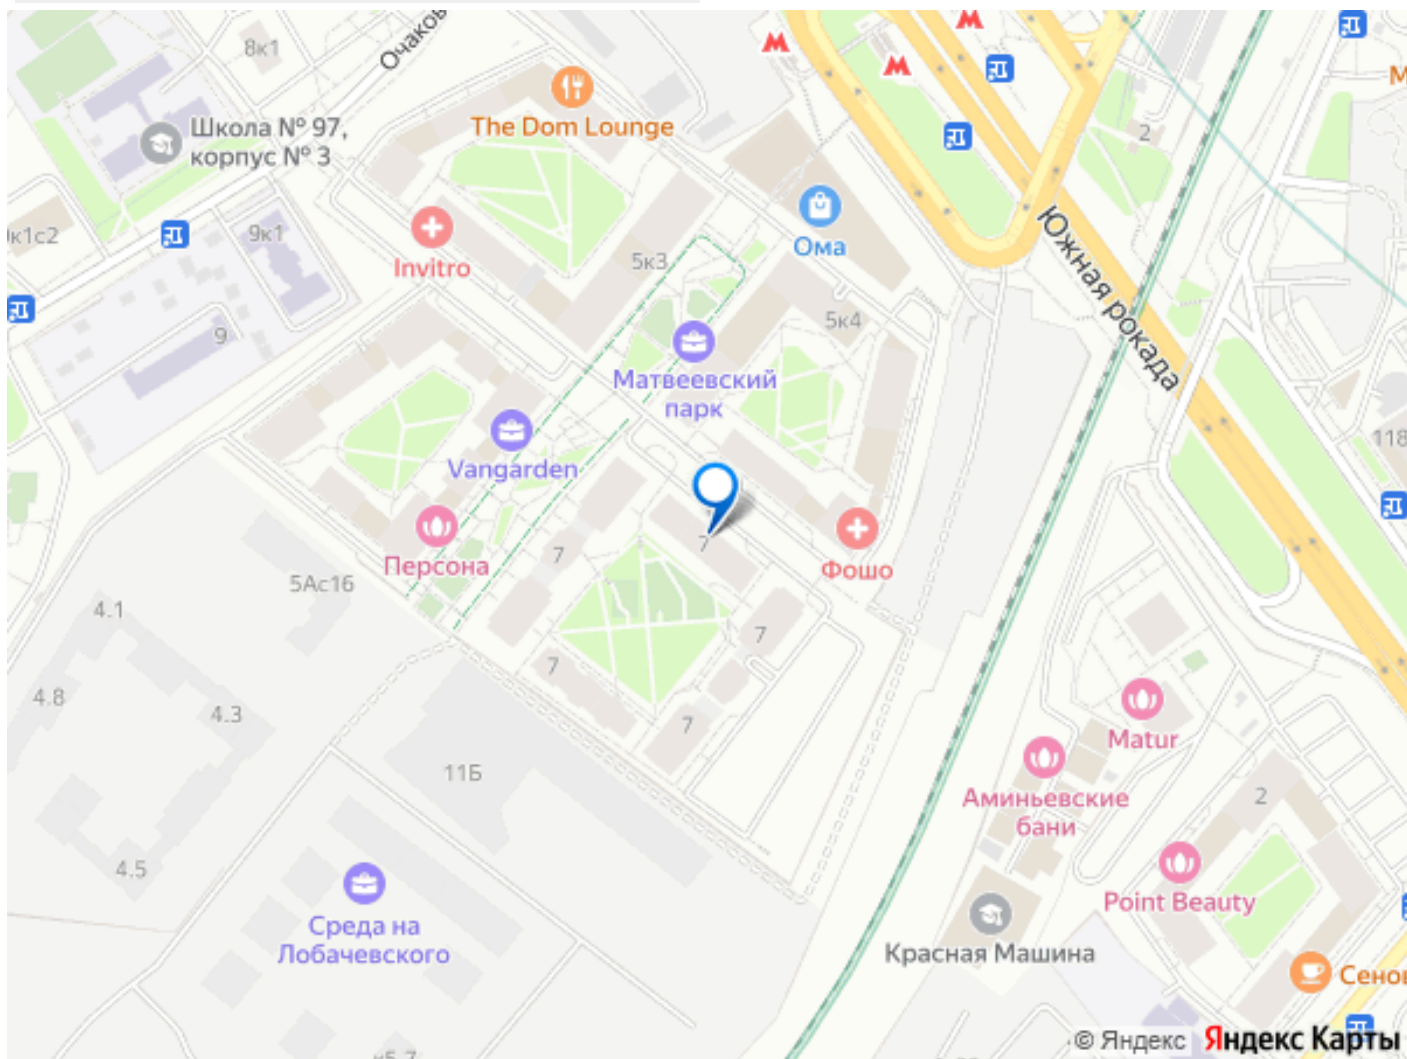 Очаков
8к1
The Dom Lounge
Школа № 97,
корпус № 3
2
М
9к1
9к1с2
Invitro
5к3
Ома
Южная рокада
9
5к4
Матвеевский
парк
Vangarden
118
Персона
7
7
Фошо
5Ас16
4.1
7
7
4.8
4.3
7
Matur
11Б
Аминьевские
бани
2
4.5
Point Beauty
Среда на
Лобачевского
Красная Машина
Сенов
© Яндекс Яндекс Карты